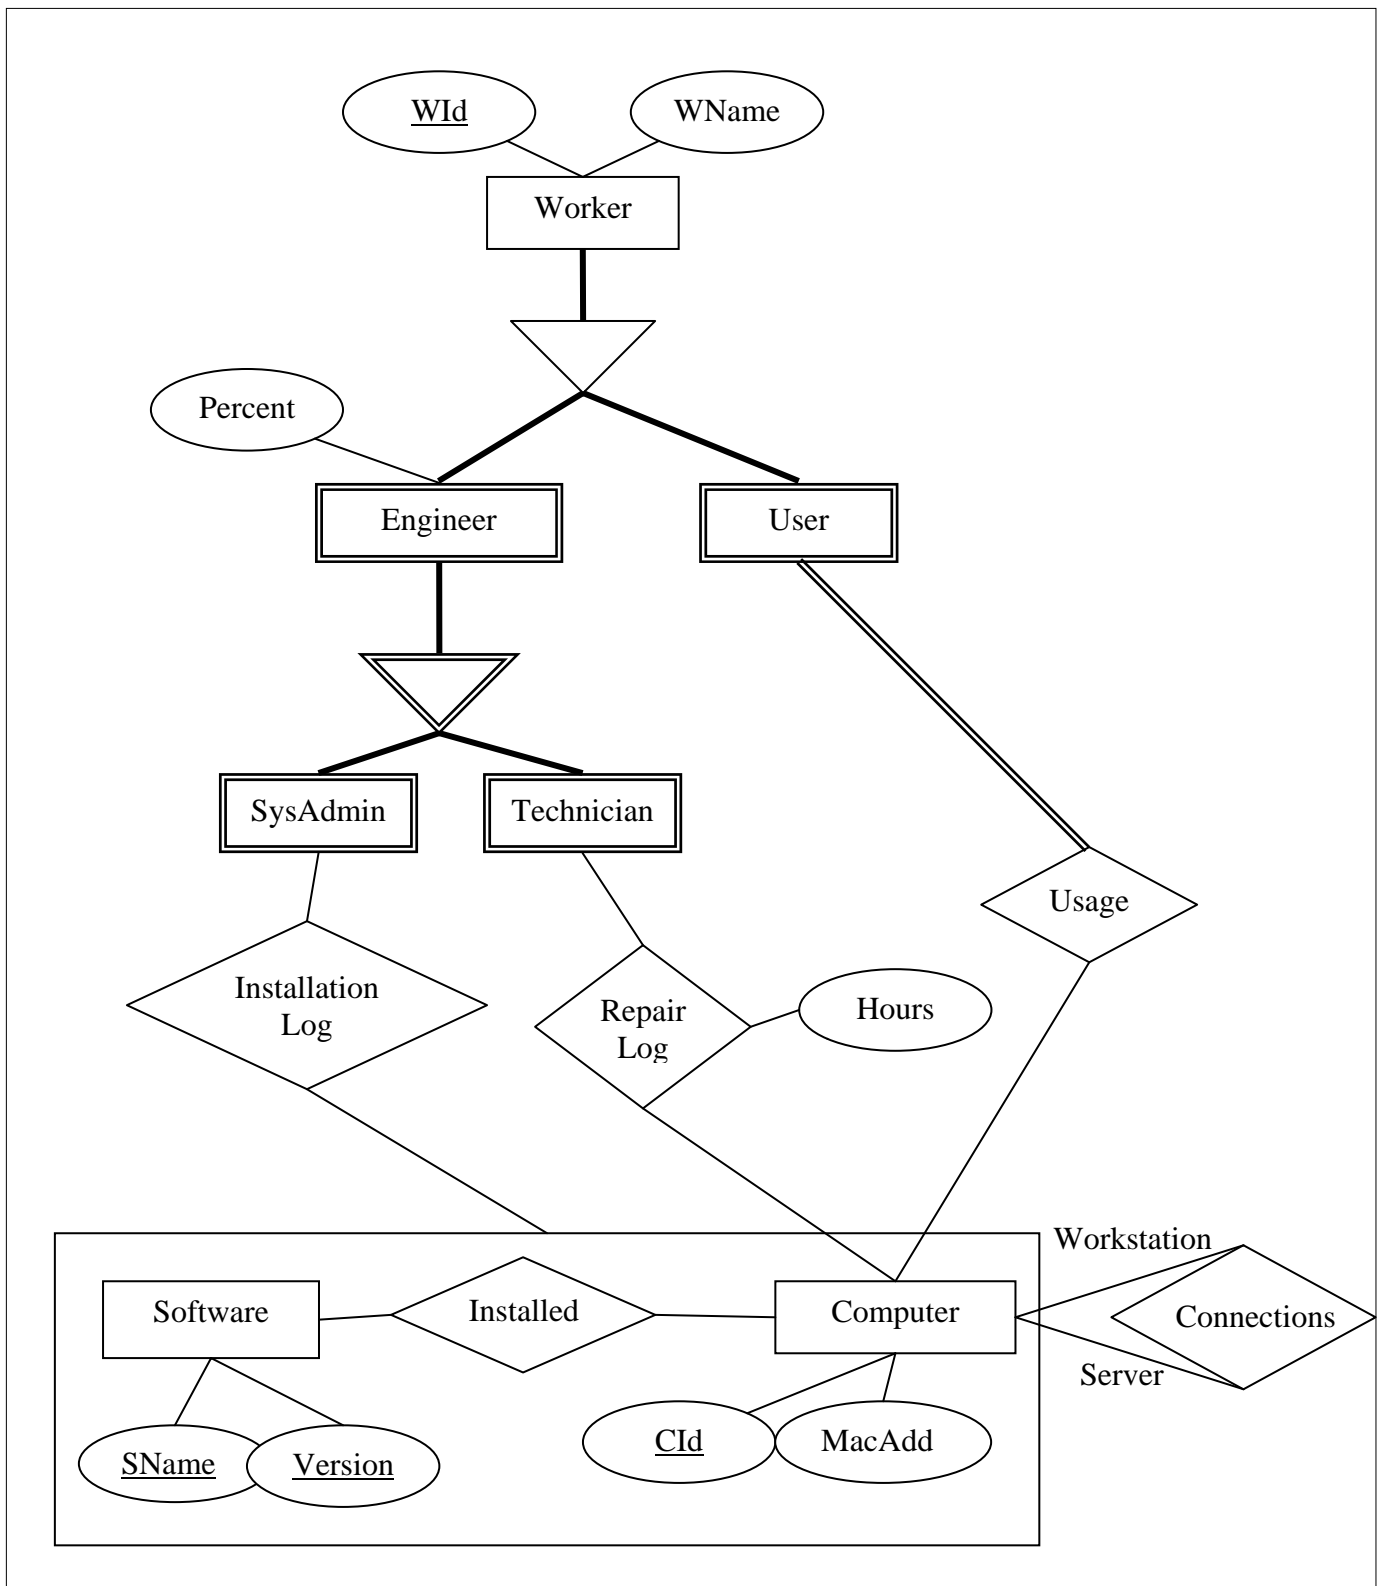 WId
WName
Worker
Percent
Engineer
User
SysAdmin
Technician
Usage
Installation
Log
Repair
Log
Hours
Workstation
Software
Installed
Computer
Connections
Server
SName
Version
CId
MacAdd